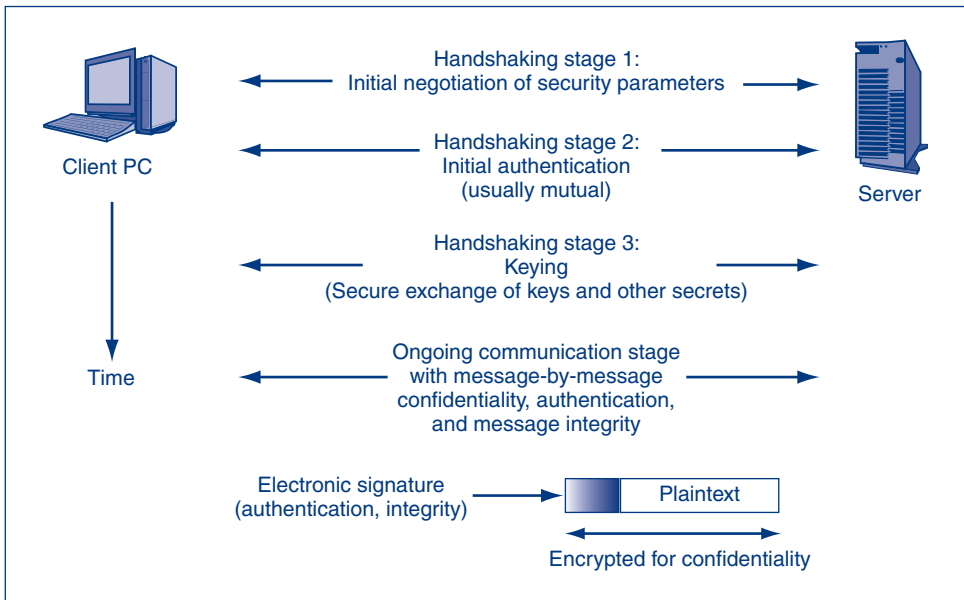 Handshaking stage 1:
Initial negotiation of security parameters
Client PC
Handshaking stage 2:
Initial authentication
(usually mutual)
Server
Handshaking stage 3:
Keying
(Secure exchange of keys and other secrets)
Time
Ongoing communication stage
with message-by-message
confidentiality, authentication,
and message integrity
Electronic signature
(authentication, integrity)
Plaintext
Encrypted for confidentiality